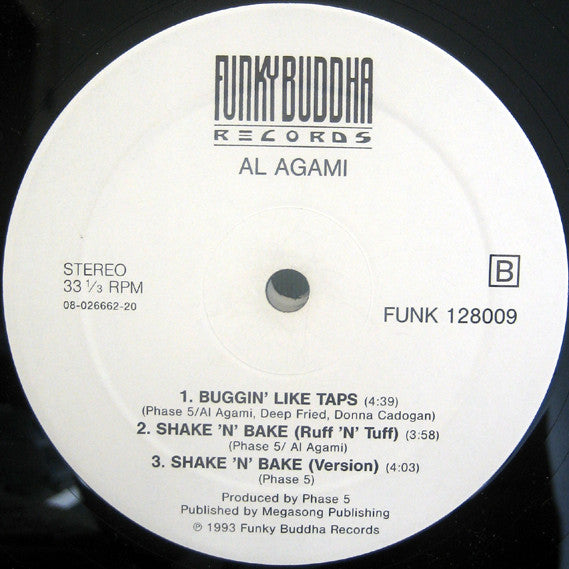 FUNKY BUDDHA
RECORDS
AL AGAMI
STEREO
33 ⅓ RPM
08-026662-20
B
FUNK 128009
1. BUGGIN' LIKE TAPS (4:39)
(Phase 5/Al Agami, Deep Fried, Donna Cadogan)
2. SHAKE 'N' BAKE (Ruff 'N' Tuff) (3:58)
(Phase 5/ Al Agami)
3. SHAKE 'N' BAKE (Version) (4:03)
(Phase 5)
Produced by Phase 5
Published by Megasong Publishing
℗ 1993 Funky Buddha Records